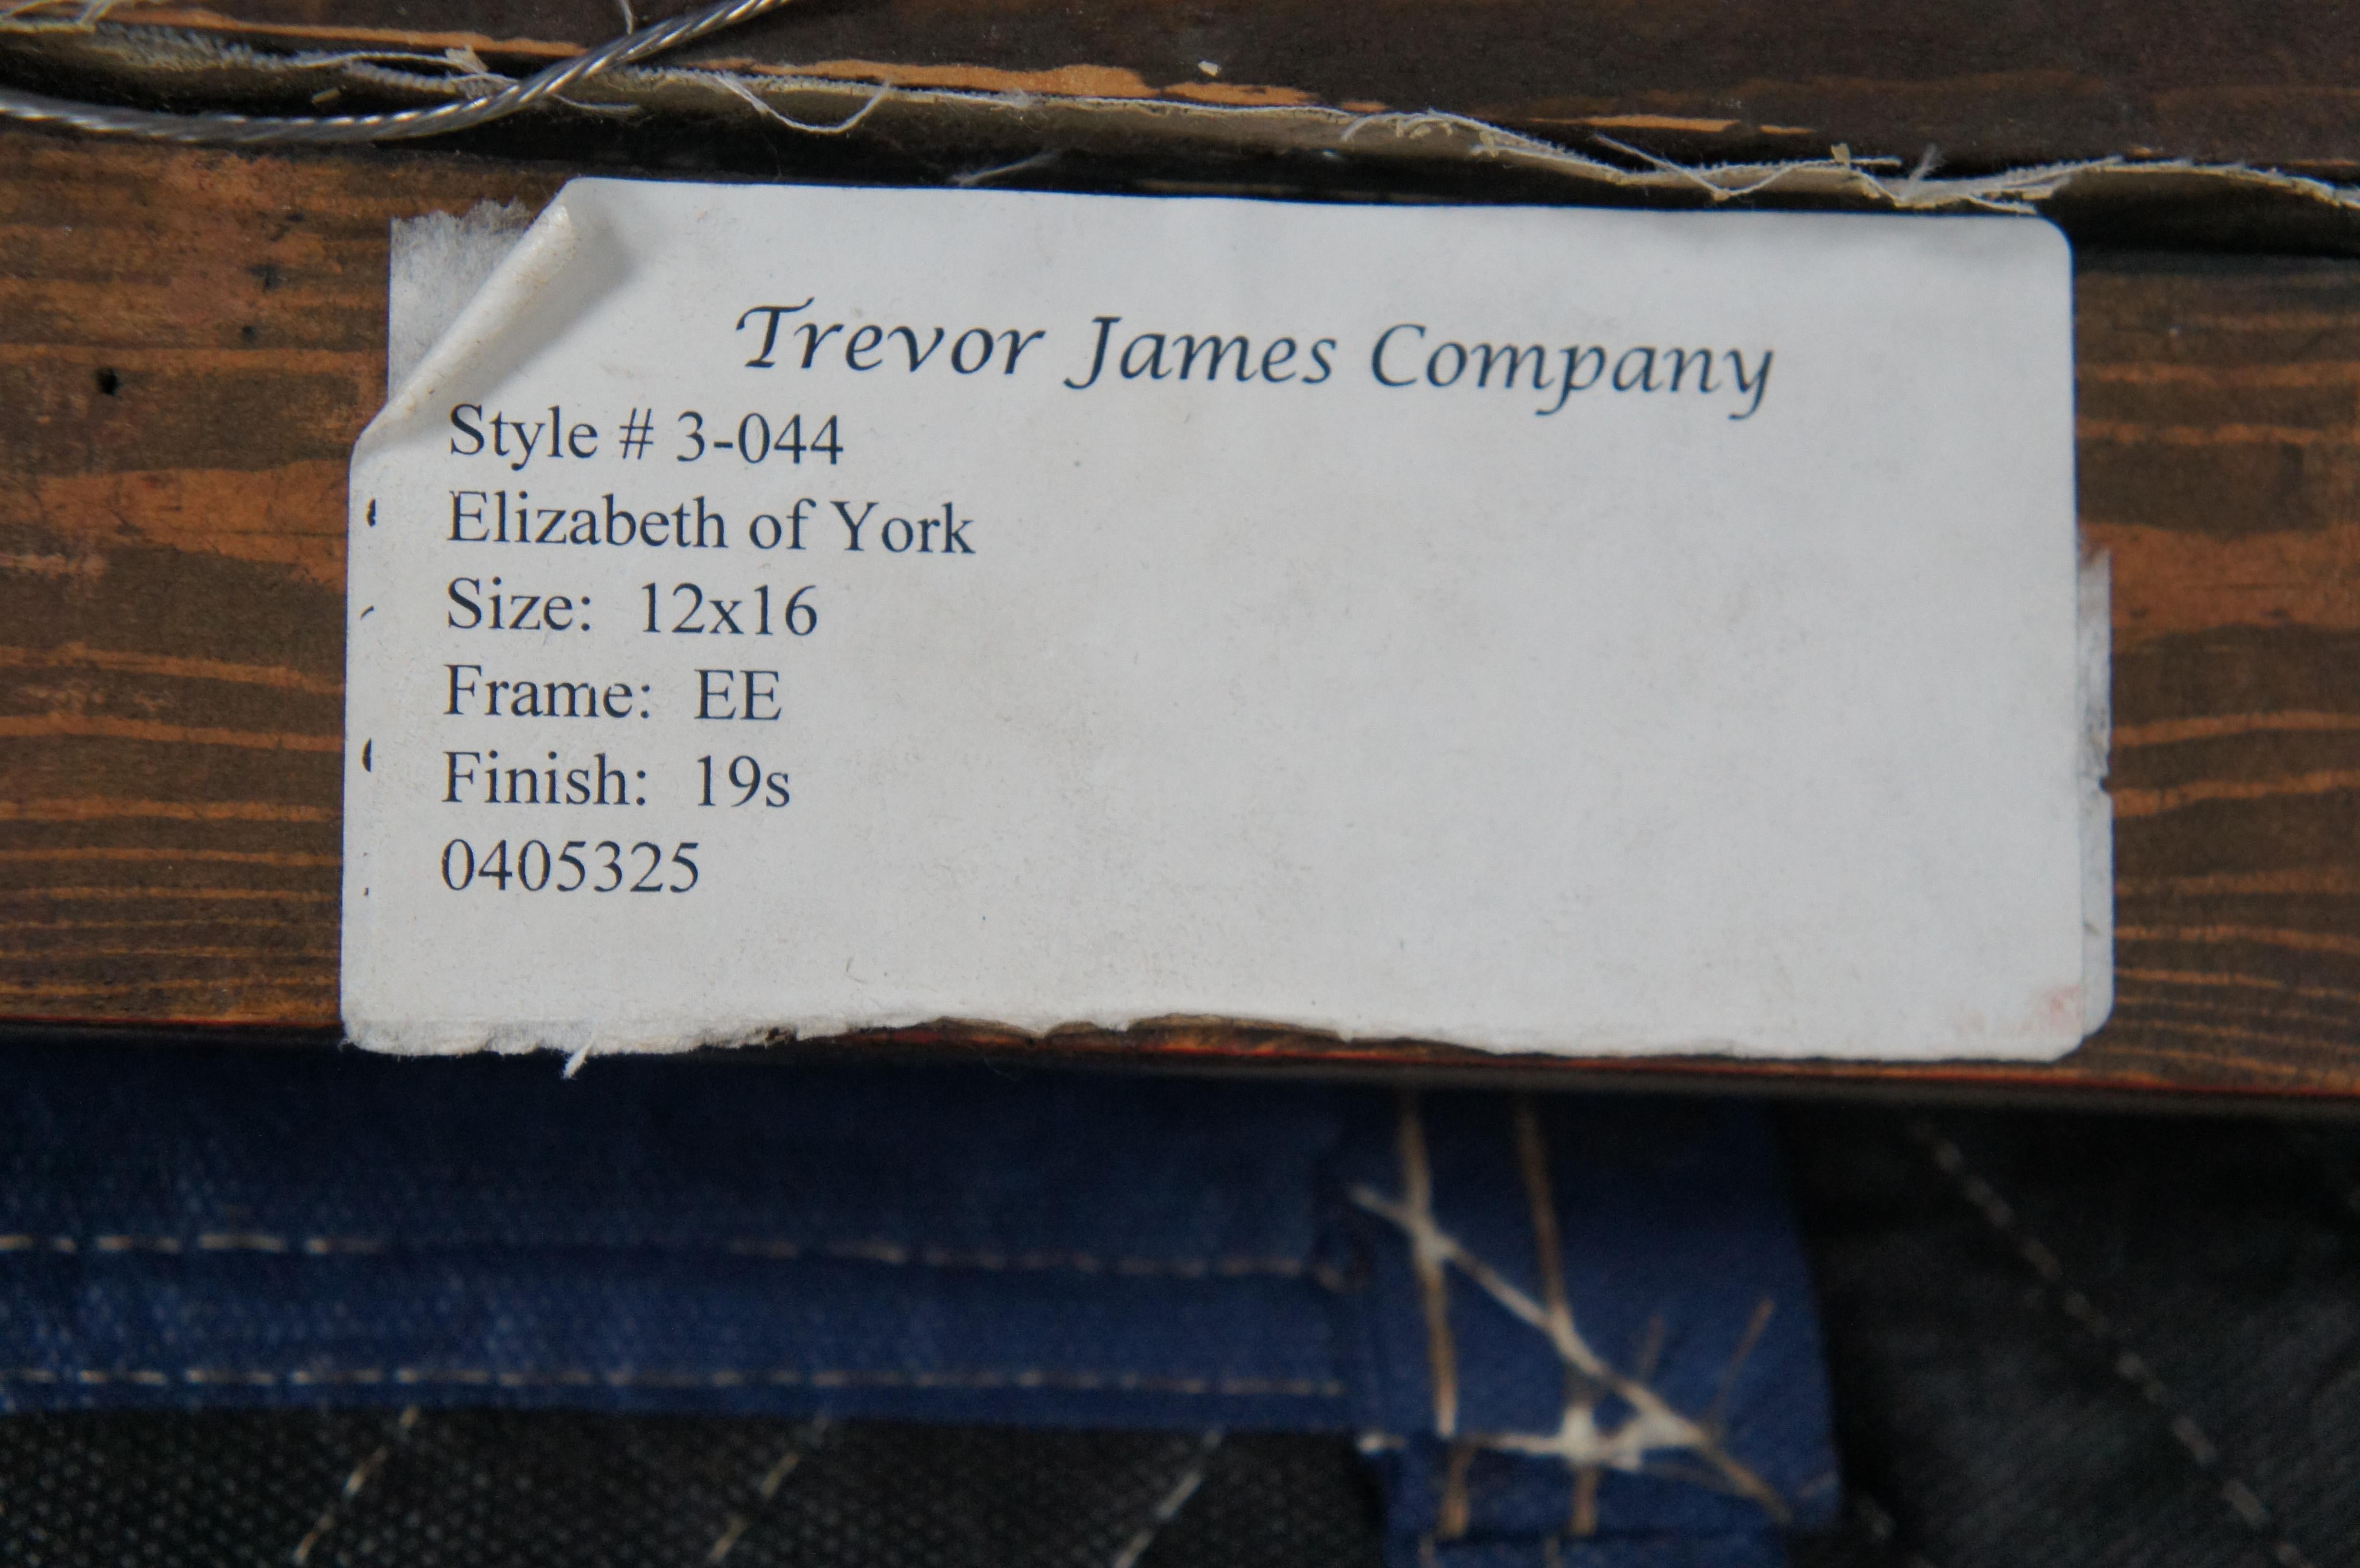 Trevor James Company
Style # 3-044
Elizabeth of York
Size: 12x16
Frame: EE
Finish: 19s
0405325